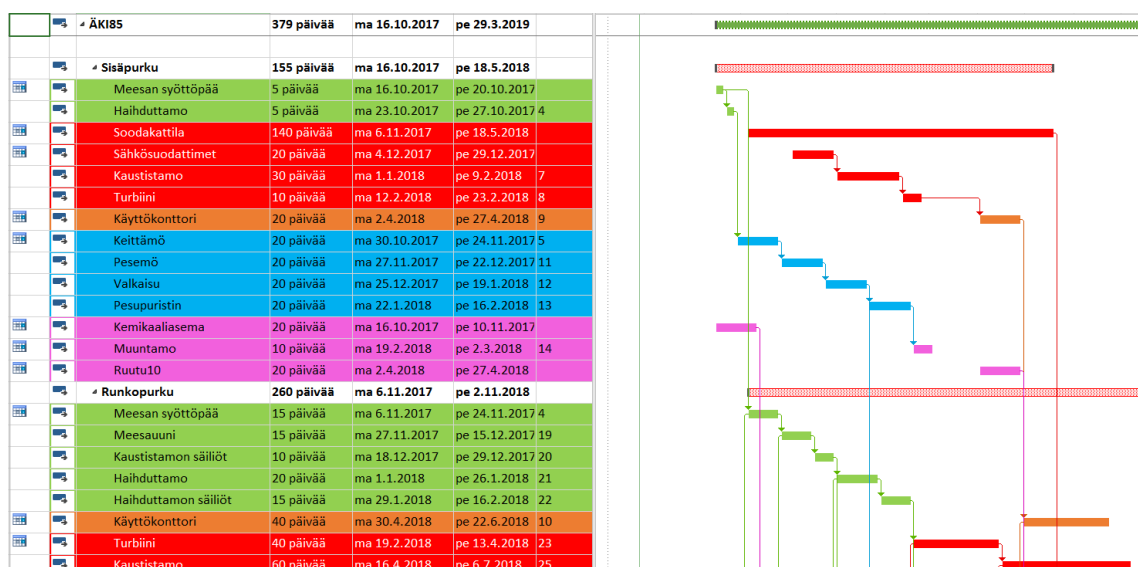 ÄKI85 379 päivää ma 16.10.2017 pe 29.3.2019
Sisäpurku 155 päivää ma 16.10.2017 pe 18.5.2018
Meesan syöttöpää 5 päivää ma 16.10.2017 pe 20.10.2017
Haihduttamo 5 päivää ma 23.10.2017 pe 27.10.2017 4
Soodakattila 140 päivää ma 6.11.2017 pe 18.5.2018
Sähkösuodattimet 20 päivää ma 4.12.2017 pe 29.12.2017
Kaustistamo 30 päivää ma 1.1.2018 pe 9.2.2018 7
Turbiini 10 päivää ma 12.2.2018 pe 23.2.2018 8
Käyttökonttori 20 päivää ma 2.4.2018 pe 27.4.2018 9
Keittämö 20 päivää ma 30.10.2017 pe 24.11.2017 5
Pesemö 20 päivää ma 27.11.2017 pe 22.12.2017 11
Valkaisu 20 päivää ma 25.12.2017 pe 19.1.2018 12
Pesupuristin 20 päivää ma 22.1.2018 pe 16.2.2018 13
Kemikaaliasema 20 päivää ma 16.10.2017 pe 10.11.2017
Muuntamo 10 päivää ma 19.2.2018 pe 2.3.2018 14
Ruutu10 20 päivää ma 2.4.2018 pe 27.4.2018
Runkopurku 260 päivää ma 6.11.2017 pe 2.11.2018
Meesan syöttöpää 15 päivää ma 6.11.2017 pe 24.11.2017 4
Meesauuni 15 päivää ma 27.11.2017 pe 15.12.2017 19
Kaustistamon säiliöt 10 päivää ma 18.12.2017 pe 29.12.2017 20
Haihduttamo 20 päivää ma 1.1.2018 pe 26.1.2018 21
Haihduttamon säiliöt 15 päivää ma 29.1.2018 pe 16.2.2018 22
Käyttökonttori 40 päivää ma 30.4.2018 pe 22.6.2018 10
Turbiini 40 päivää ma 19.2.2018 pe 13.4.2018 23
Kaustistamo 60 päivää ma 16.4.2018 pe 6.7.2018 25